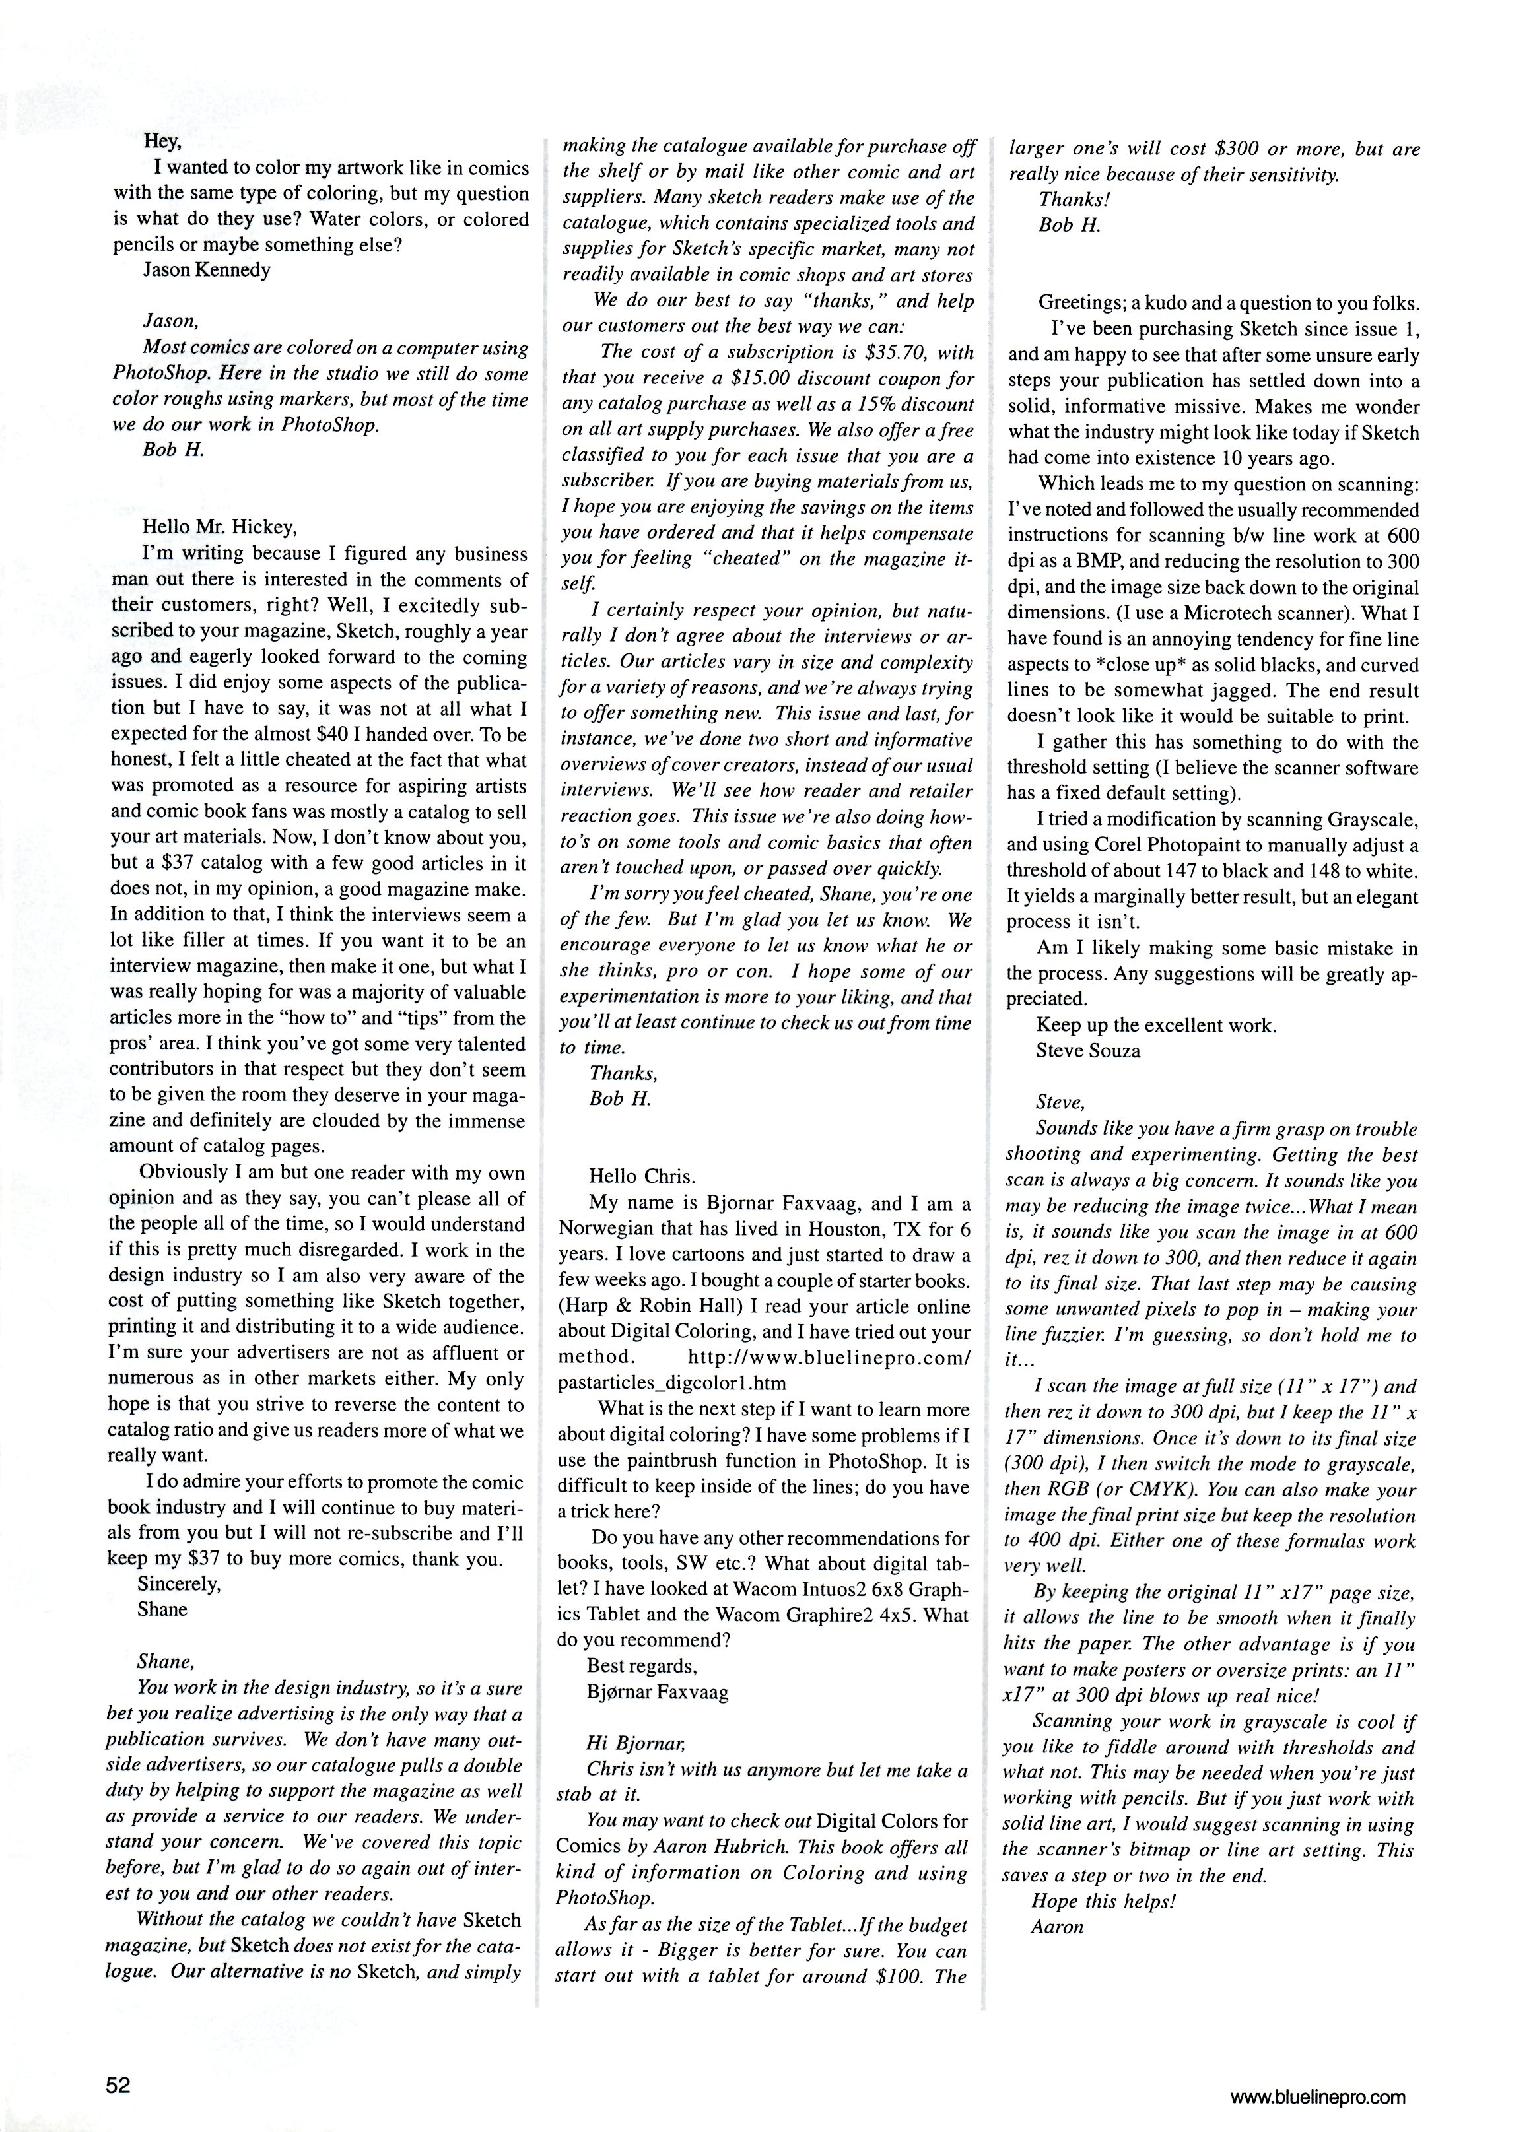 Hey,
I wanted to color my artwork like in comics
with the same type of coloring, but my question
is what do they use? Water colors, or colored
pencils or maybe something else?
Jason Kennedy
Jason,
Most comics are colored on a computer using
PhotoShop. Here in the studio we still do some
color roughs using markers, but most of the time
we do our work in PhotoShop.
Bob H.
Hello Mr. Hickey,
I'm writing because I figured any business
man out there is interested in the comments of
their customers, right? Well, I excitedly sub-
scribed to your magazine, Sketch, roughly a year
ago and eagerly looked forward to the coming
issues. I did enjoy some aspects of the publica-
tion but I have to say, it was not at all what I
expected for the almost $40 I handed over. To be
honest, I felt a little cheated at the fact that what
was promoted as a resource for aspiring artists
and comic book fans was mostly a catalog to sell
your art materials. Now, I don't know about you,
but a $37 catalog with a few good articles in it
does not, in my opinion, a good magazine make.
In addition to that, I think the interviews seem a
lot like filler at times. If you want it to be an
interview magazine, then make it one, but what I
was really hoping for was a majority of valuable
articles more in the “how to” and “tips” from the
pros' area. I think you've got some very talented
contributors in that respect but they don't seem
to be given the room they deserve in your maga-
zine and definitely are clouded by the immense
amount of catalog pages.
Obviously I am but one reader with my own
opinion and as they say, you can't please all of
the people all of the time, so I would understand
if this is pretty much disregarded. I work in the
design industry so I am also very aware of the
cost of putting something like Sketch together,
printing it and distributing it to a wide audience.
I'm sure your advertisers are not as affluent or
numerous as in other markets either. My only
hope is that you strive to reverse the content to
catalog ratio and give us readers more of what we
really want.
I do admire your efforts to promote the comic
book industry and I will continue to buy materi-
als from you but I will not re-subscribe and I'll
keep my $37 to buy more comics, thank you.
Sincerely,
Shane
Shane,
You work in the design industry, so it's a sure
bet you realize advertising is the only way that a
publication survives. We don't have many out-
side advertisers, so our catalogue pulls a double
duty by helping to support the magazine as well
as provide a service to our readers. We under-
stand your concern. We've covered this topic
before, but I'm glad to do so again out of inter-
est to you and our other readers.
Without the catalog we couldn't have Sketch
magazine, but Sketch does not exist for the cata-
logue. Our alternative is no Sketch, and simply
making the catalogue available for purchase off
the shelf or by mail like other comic and art
suppliers. Many sketch readers make use of the
catalogue, which contains specialized tools and
supplies for Sketch's specific market, many not
readily available in comic shops and art stores
We do our best to say “thanks,” and help
our customers out the best way we can:
The cost of a subscription is $35.70, with
that you receive a $15.00 discount coupon for
any catalog purchase as well as a 15% discount
on all art supply purchases. We also offer a free
classified to you for each issue that you are a
subscriber. If you are buying materials from us,
I hope you are enjoying the savings on the items
you have ordered and that it helps compensate
you for feeling “cheated” on the magazine it-
self.
I certainly respect your opinion, but natu-
rally I don't agree about the interviews or ar-
ticles. Our articles vary in size and complexity
for a variety of reasons, and we're always trying
to offer something new. This issue and last, for
instance, we've done two short and informative
overviews of cover creators, instead of our usual
interviews. We'll see how reader and retailer
reaction goes. This issue we're also doing how-
to's on some tools and comic basics that often
aren't touched upon, or passed over quickly.
I'm sorry you feel cheated, Shane, you're one
of the few. But I'm glad you let us know. We
encourage everyone to let us know what he or
she thinks, pro or con. I hope some of our
experimentation is more to your liking, and that
you'll at least continue to check us out from time
to time.
Thanks,
Bob H.
Hello Chris.
My name is Bjornar Faxvaag, and I am a
Norwegian that has lived in Houston, TX for 6
years. I love cartoons and just started to draw a
few weeks ago. I bought a couple of starter books.
(Harp & Robin Hall) I read your article online
about Digital Coloring, and I have tried out your
method. http://www.bluelinepro.com/
pastarticles_digcolor1.htm
What is the next step if I want to learn more
about digital coloring? I have some problems if I
use the paintbrush function in PhotoShop. It is
difficult to keep inside of the lines; do you have
a trick here?
Do you have any other recommendations for
books, tools, SW etc.? What about digital tab-
let? I have looked at Wacom Intuos2 6x8 Graph-
ics Tablet and the Wacom Graphire2 4x5. What
do you recommend?
Best regards,
Bjørnar Faxvaag
Hi Bjornar,
Chris isn't with us anymore but let me take a
stab at it.
You may want to check out Digital Colors for
Comics by Aaron Hubrich. This book offers all
kind of information on Coloring and using
PhotoShop.
As far as the size of the Tablet...If the budget
allows it - Bigger is better for sure. You can
start out with a tablet for around $100. The
larger one's will cost $300 or more, but are
really nice because of their sensitivity.
Thanks!
Bob H.
Greetings; a kudo and a question to you folks.
I've been purchasing Sketch since issue 1,
and am happy to see that after some unsure early
steps your publication has settled down into a
solid, informative missive. Makes me wonder
what the industry might look like today if Sketch
had come into existence 10 years ago.
Which leads me to my question on scanning:
I've noted and followed the usually recommended
instructions for scanning b/w line work at 600
dpi as a BMP, and reducing the resolution to 300
dpi, and the image size back down to the original
dimensions. (I use a Microtech scanner). What I
have found is an annoying tendency for fine line
aspects to *close up* as solid blacks, and curved
lines to be somewhat jagged. The end result
doesn't look like it would be suitable to print.
I gather this has something to do with the
threshold setting (I believe the scanner software
has a fixed default setting).
I tried a modification by scanning Grayscale,
and using Corel Photopaint to manually adjust a
threshold of about 147 to black and 148 to white.
It yields a marginally better result, but an elegant
process it isn't.
Am I likely making some basic mistake in
the process. Any suggestions will be greatly ap-
preciated.
Keep up the excellent work.
Steve Souza
Steve,
Sounds like you have a firm grasp on trouble
shooting and experimenting. Getting the best
scan is always a big concern. It sounds like you
may be reducing the image twice...What I mean
is, it sounds like you scan the image in at 600
dpi, rez it down to 300, and then reduce it again
to its final size. That last step may be causing
some unwanted pixels to pop in – making your
line fuzzier. I'm guessing, so don't hold me to
it...
I scan the image at full size (11" x 17") and
then rez it down to 300 dpi, but I keep the 11" x
17" dimensions. Once it's down to its final size
(300 dpi), I then switch the mode to grayscale,
then RGB (or CMYK). You can also make your
image the final print size but keep the resolution
to 400 dpi. Either one of these formulas work
very well.
By keeping the original 11" x17" page size,
it allows the line to be smooth when it finally
hits the paper. The other advantage is if you
want to make posters or oversize prints: an 11"
x17" at 300 dpi blows up real nice!
Scanning your work in grayscale is cool if
you like to fiddle around with thresholds and
what not. This may be needed when you're just
working with pencils. But if you just work with
solid line art, I would suggest scanning in using
the scanner's bitmap or line art setting. This
saves a step or two in the end.
Hope this helps!
Aaron
52
www.bluelinepro.com